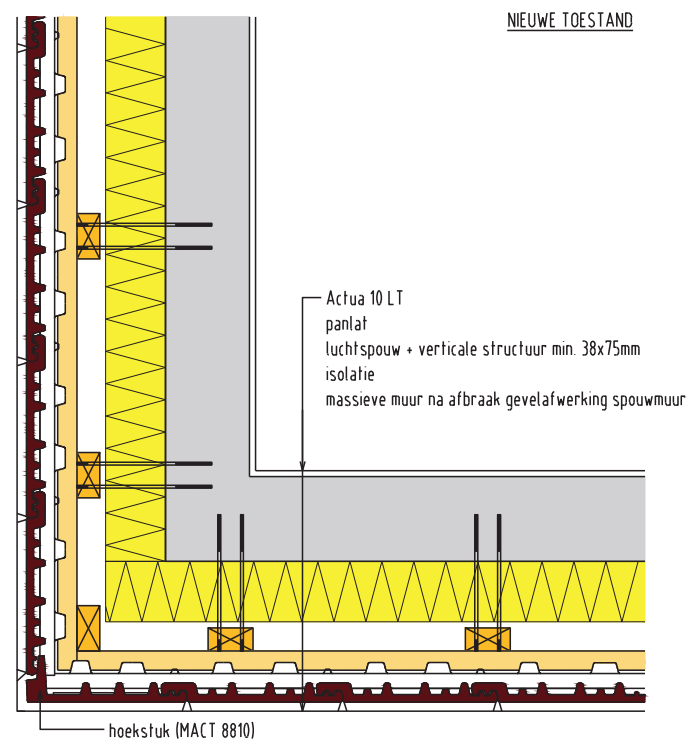 NIEUWE TOESTAND
Actua 10 LT
panlat
luchtspouw + verticale structuur min. 38x75mm
isolatie
massieve muur na afbraak gevelafwerking spouwmuur
hoekstuk (MACT 8810)